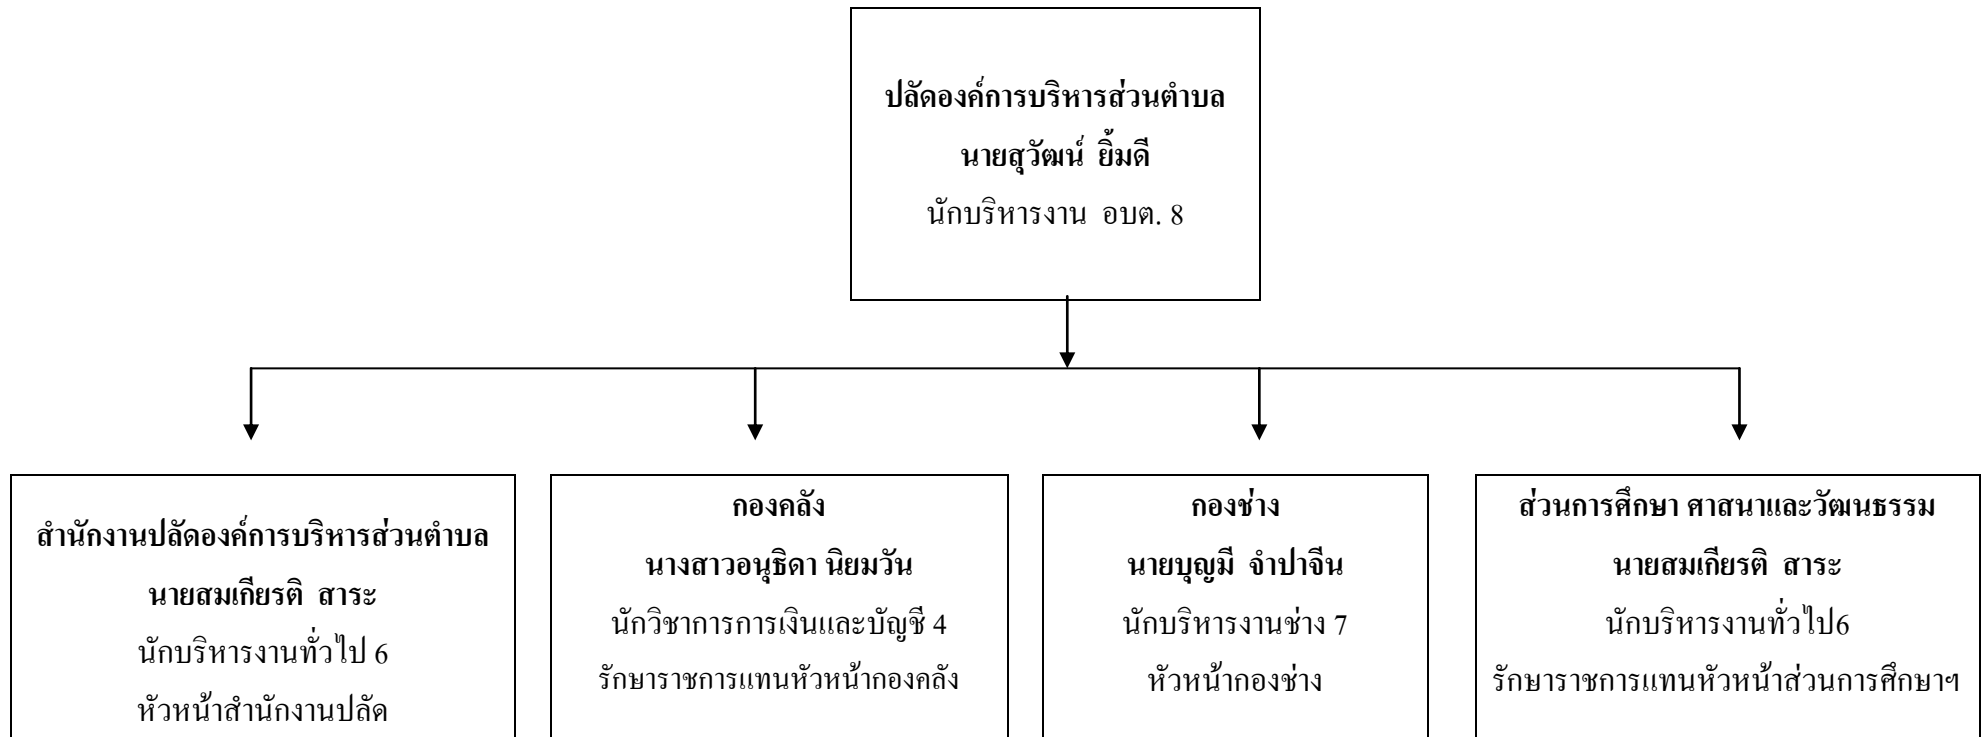 ปลัดองค์การบริหารส่วนตำบล
นายสุวัฒน์  ยิ้มดี
นักบริหารงาน  อบต. 8
สำนักงานปลัดองค์การบริหารส่วนตำบล
นายสมเกียรติ  สาระ
นักบริหารงานทั่วไป 6
หัวหน้าสำนักงานปลัด
กองคลัง
นางสาวอนุธิดา นิยมวัน
นักวิชาการการเงินและบัญชี 4
รักษาราชการแทนหัวหน้ากองคลัง
กองช่าง
นายบุญมี  จำปาจีน
นักบริหารงานช่าง 7
หัวหน้ากองช่าง
ส่วนการศึกษา ศาสนาและวัฒนธรรม
นายสมเกียรติ  สาระ
นักบริหารงานทั่วไป6
รักษาราชการแทนหัวหน้าส่วนการศึกษาฯ